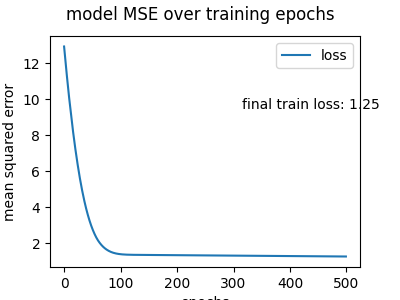 model MSE over training epochs
loss
final train loss: 1.25
mean squared error
12
10
8
6
4
2
0 100 200 300 400 500
epochs